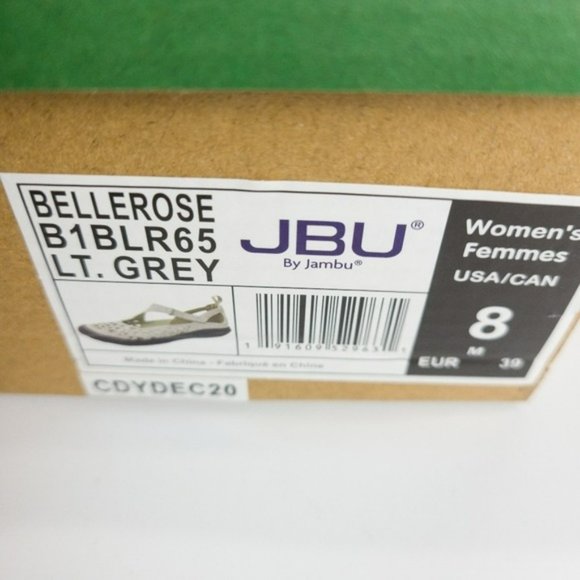 BELLEROSE
B1BLR65
LT. GREY
JBU®
By Jambu®
Women's
Femmes
USA/CAN
8
M
EUR 39
Made in China - Fabriqué en Chine
CDYDEC20